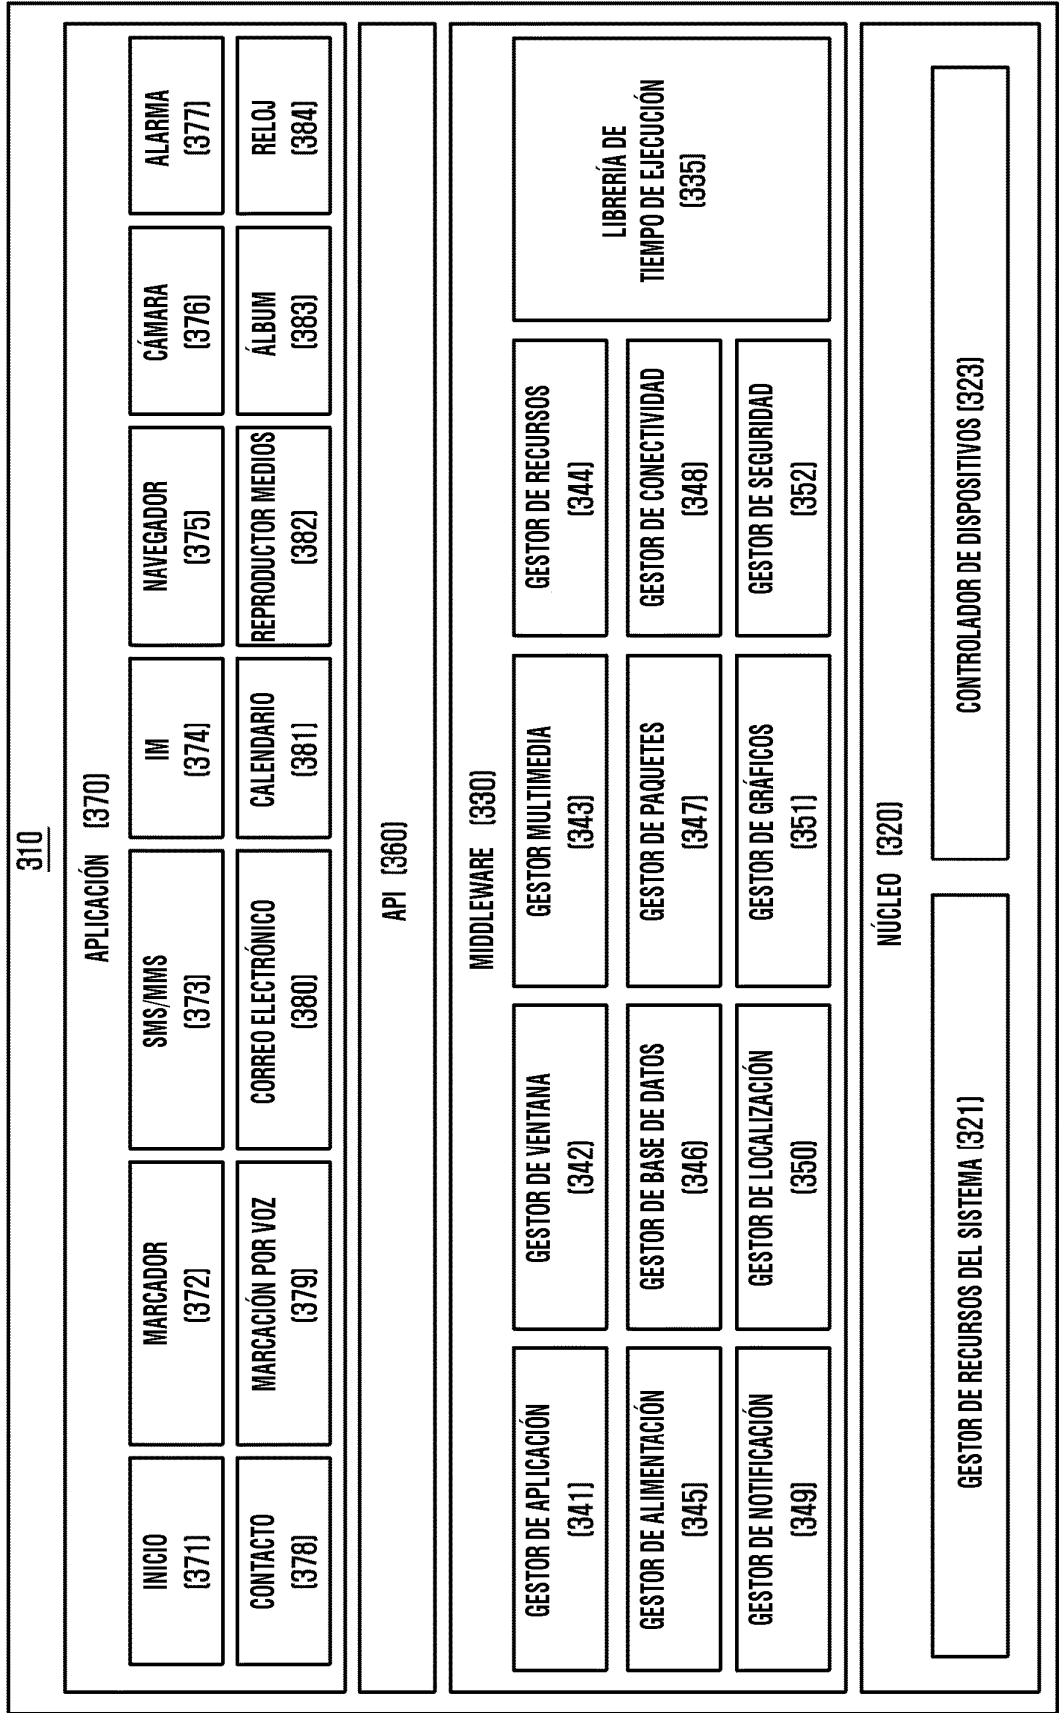 310
APLICACIÓN (370)
INICIO
(371)
MARCADOR
(372)
SMS/MMS
(373)
IM
(374)
NAVEGADOR
(375)
CÁMARA
(376)
ALARMA
(377)
CONTACTO
(378)
MARCACIÓN POR VOZ
(379)
CORREO ELECTRÓNICO
(380)
CALENDARIO
(381)
REPRODUCTOR MEDIOS
(382)
ÁLBUM
(383)
RELOJ
(384)
API (360)
MIDDLEWARE (330)
GESTOR DE APLICACIÓN
(341)
GESTOR DE VENTANA
(342)
GESTOR MULTIMEDIA
(343)
GESTOR DE RECURSOS
(344)
GESTOR DE ALIMENTACIÓN
(345)
GESTOR DE BASE DE DATOS
(346)
GESTOR DE PAQUETES
(347)
GESTOR DE CONECTIVIDAD
(348)
GESTOR DE NOTIFICACIÓN
(349)
GESTOR DE LOCALIZACIÓN
(350)
GESTOR DE GRÁFICOS
(351)
GESTOR DE SEGURIDAD
(352)
LIBRERÍA DE
TIEMPO DE EJECUCIÓN
(335)
NÚCLEO (320)
GESTOR DE RECURSOS DEL SISTEMA (321)
CONTROLADOR DE DISPOSITIVOS (323)